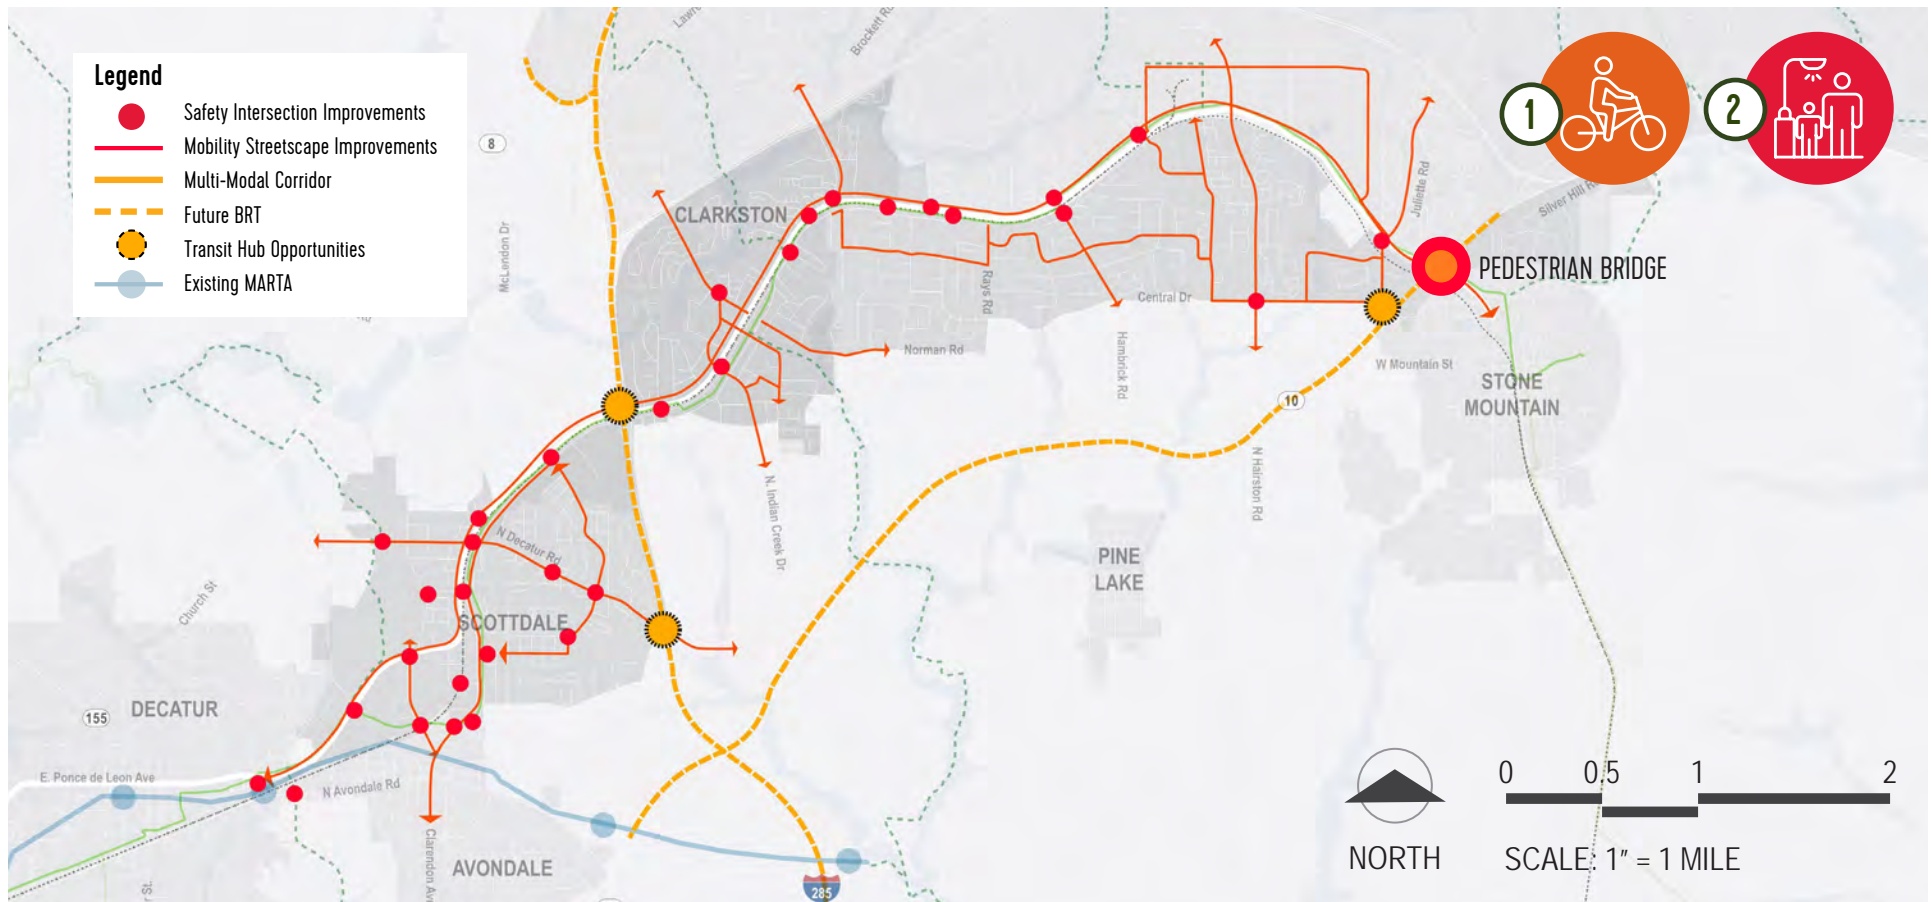 Legend
Safety Intersection Improvements
Mobility Streetscape Improvements
Multi-Modal Corridor
Future BRT
Transit Hub Opportunities
Existing MARTA
1
2
Brockett Rd
8
McLendon Dr
CLARKSTON
Juliette Rd
Silver Hill Rd
PEDESTRIAN BRIDGE
Rays Rd
Central Dr
Norman Rd
Hambrick Rd
W Mountain St
STONE
MOUNTAIN
10
N Hairston Rd
N. Indian Creek Dr
N Decatur Rd
PINE
LAKE
Church St
SCOTTDALE
DECATUR
155
E. Ponce de Leon Ave
N Avondale Rd
Clarendon Ave
AVONDALE
285
St.
NORTH
0 0.5 1 2
SCALE: 1" = 1 MILE